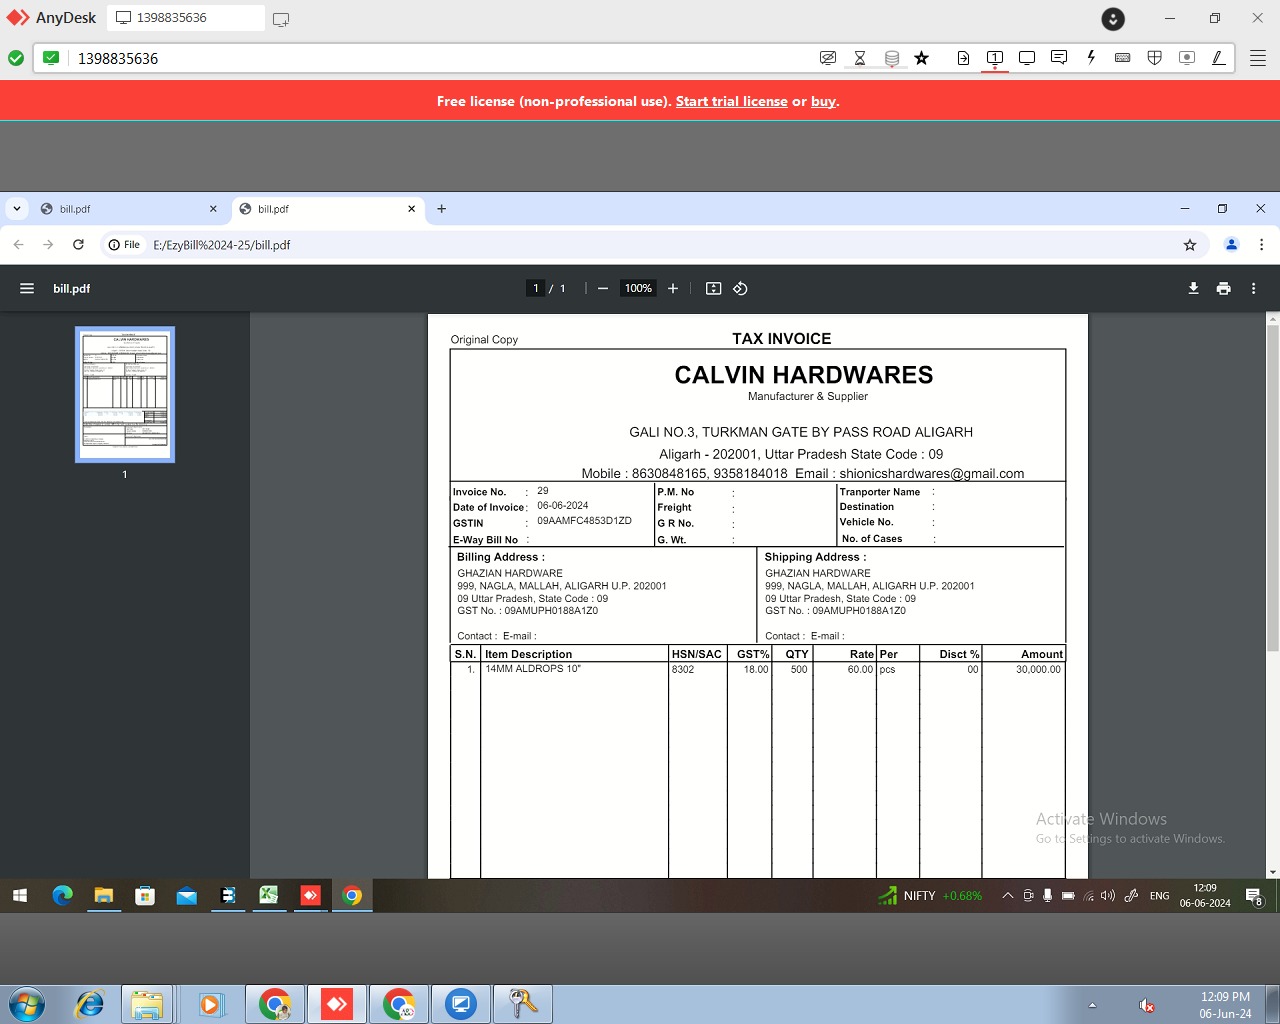 AnyDesk
1398835636
1398835636
1
Free license (non-professional use). Start trial license or buy.
bill.pdf
bill.pdf
File
E:/EzyBill%2024-25/bill.pdf
bill.pdf
1 / 1
100%
1
Original Copy
TAX INVOICE
CALVIN HARDWARES
Manufacturer & Supplier
GALI NO.3, TURKMAN GATE BY PASS ROAD ALIGARH
Aligarh - 202001, Uttar Pradesh State Code : 09
Mobile : 8630848165, 9358184018 Email : shionicshardwares@gmail.com
Invoice No. : 29 P.M. No : Tranporter Name :
Date of Invoice : 06-06-2024 Freight : Destination :
GSTIN : 09AAMFC4853D1ZD G R No. : Vehicle No. :
E-Way Bill No : G. Wt. : No. of Cases :
Billing Address : Shipping Address :
GHAZIAN HARDWARE GHAZIAN HARDWARE
999, NAGLA, MALLAH, ALIGARH U.P. 202001 999, NAGLA, MALLAH, ALIGARH U.P. 202001
09 Uttar Pradesh, State Code : 09 09 Uttar Pradesh, State Code : 09
GST No. : 09AMUPH0188A1Z0 GST No. : 09AMUPH0188A1Z0
Contact : E-mail : Contact : E-mail :
S.N. Item Description HSN/SAC GST% QTY Rate Per Disct % Amount
1. 14MM ALDROPS 10" 8302 18.00 500 60.00 pcs 00 30,000.00
Activate Windows
Go to Settings to activate Windows.
NIFTY +0.68%
ENG
12:09
06-06-2024
8
12:09 PM
06-Jun-24